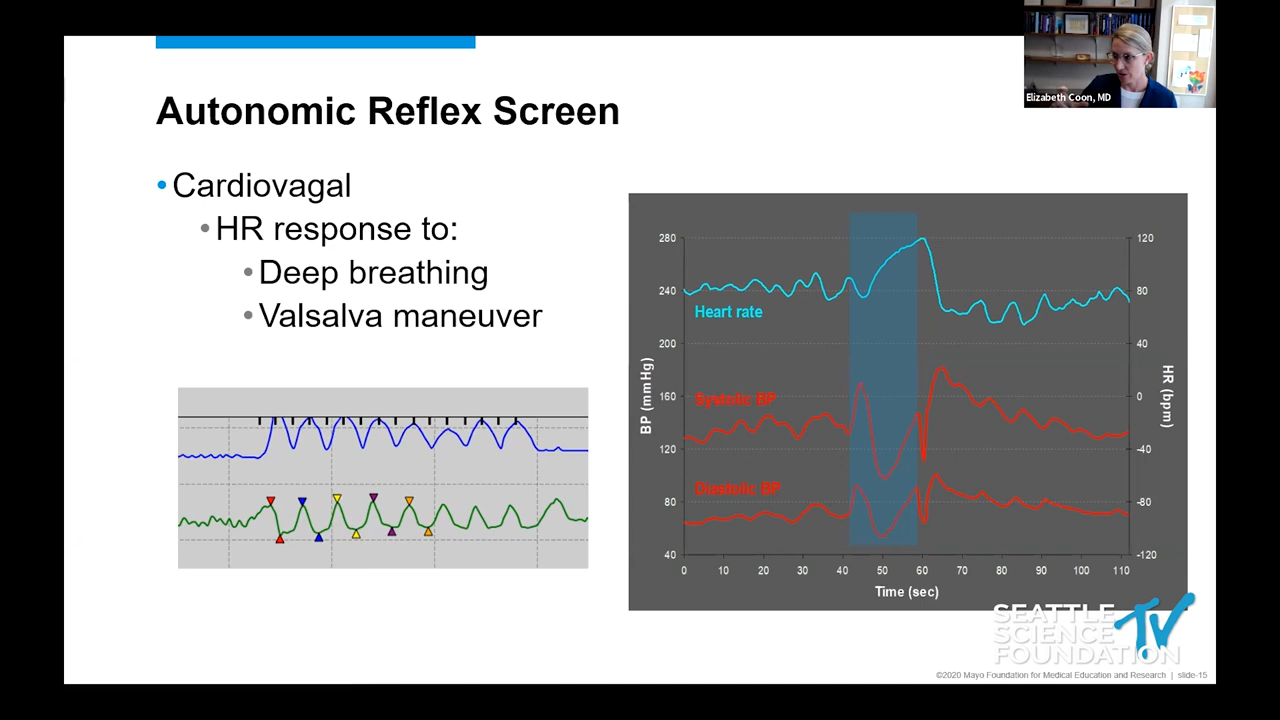 Elizabeth Coon, MD
Autonomic Reflex Screen
• Cardiovagal
• HR response to:
• Deep breathing
• Valsalva maneuver
280
240
200
160
120
80
40
BP (mmHg)
Heart rate
Systolic BP
Diastolic BP
120
80
40
0
-40
-80
-120
HR (bpm)
0 10 20 30 40 50 60 70 80 90 100 110
Time (sec)
SEATTLE
SCIENCE
FOUNDATION
TV
©2020 Mayo Foundation for Medical Education and Research | slide-15